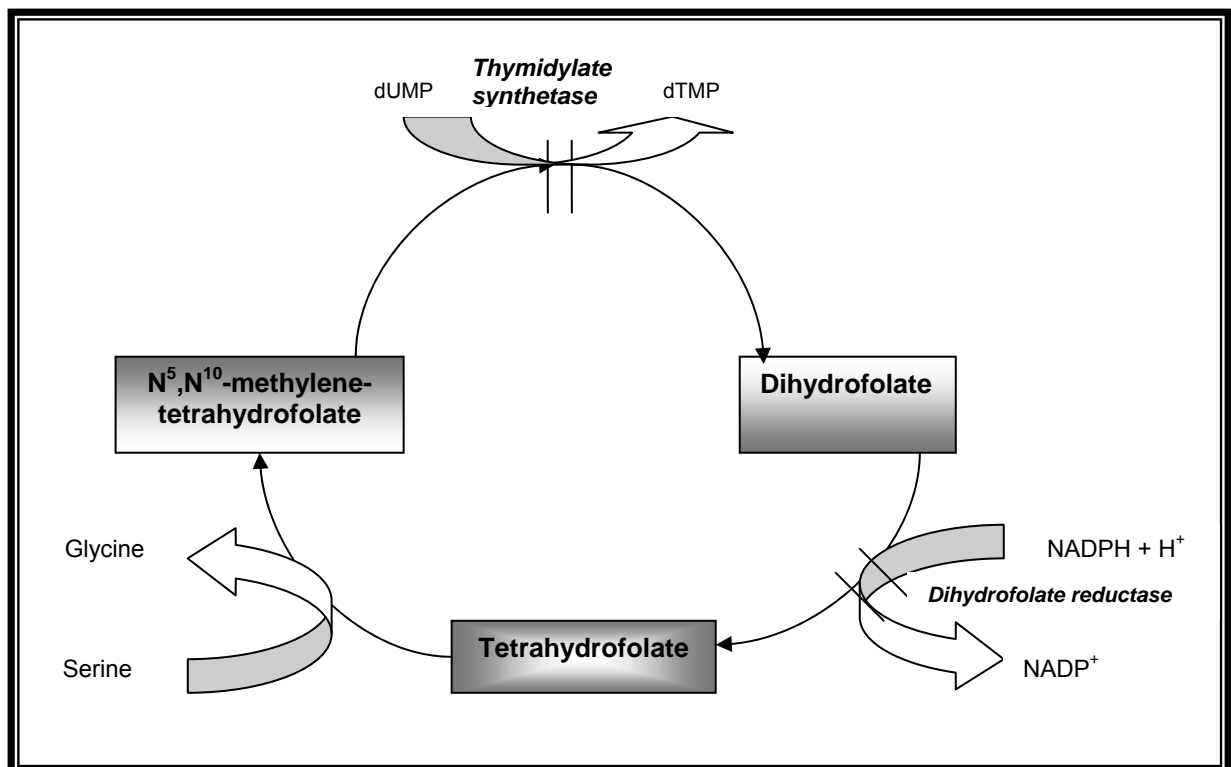 Thymidylate
synthetase
dUMP
dTMP
N⁵,N¹⁰-methylene-
tetrahydrofolate
Dihydrofolate
Glycine
NADPH + H⁺
Dihydrofolate reductase
Tetrahydrofolate
Serine
NADP⁺